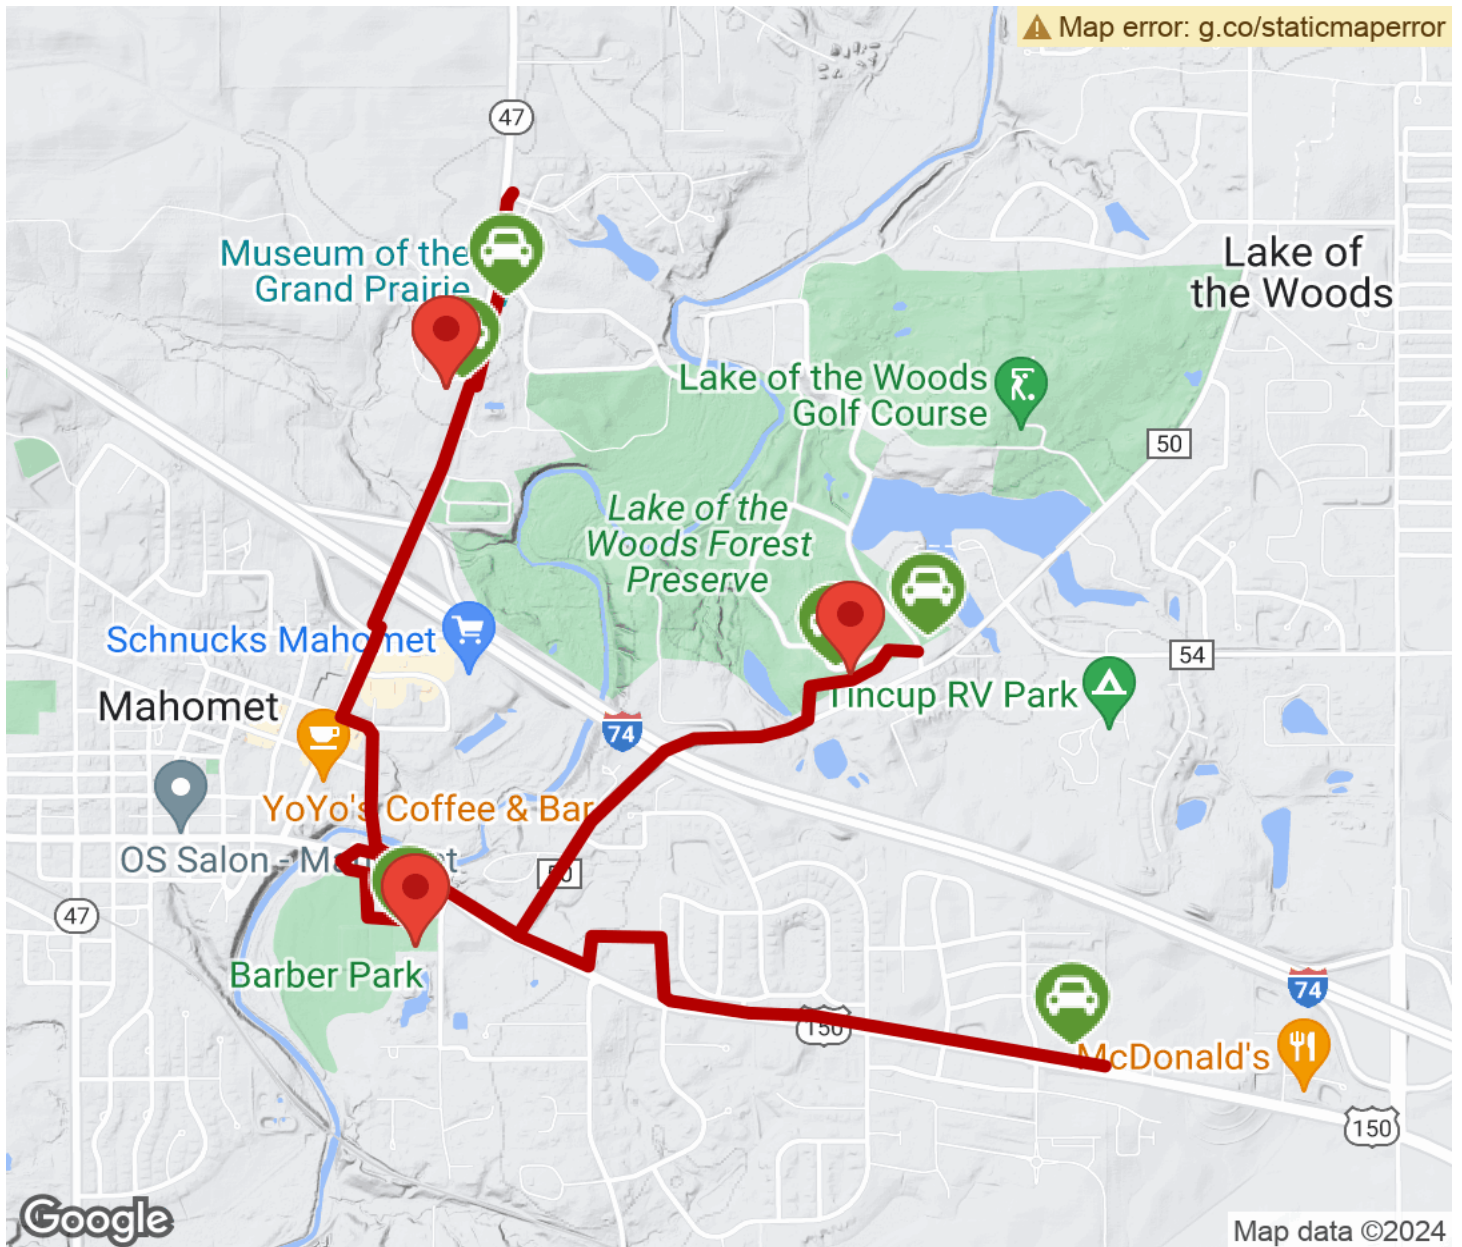 Map error: g.co/staticmaperror
47
Museum of the
Grand Prairie
Lake of
the Woods
Lake of the Woods
Golf Course
50
Lake of the
Woods Forest
Preserve
Schnucks Mahomet
54
Tincup RV Park
Mahomet
74
YoYo's Coffee & Bar
OS Salon - Mahomet
50
47
Barber Park
74
150
McDonald's
150
Google
Map data ©2024